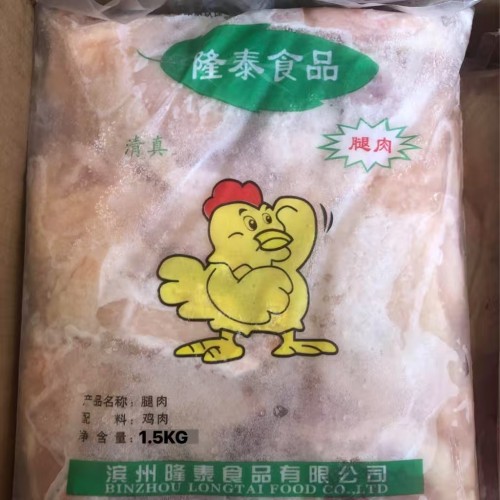 隆泰食品
清真
腿肉
产品名称：腿肉
配 料：鸡肉
净含量：1.5KG
滨州隆泰食品有限公司
BINZHOU LONGTAI FOOD CO.,LTD